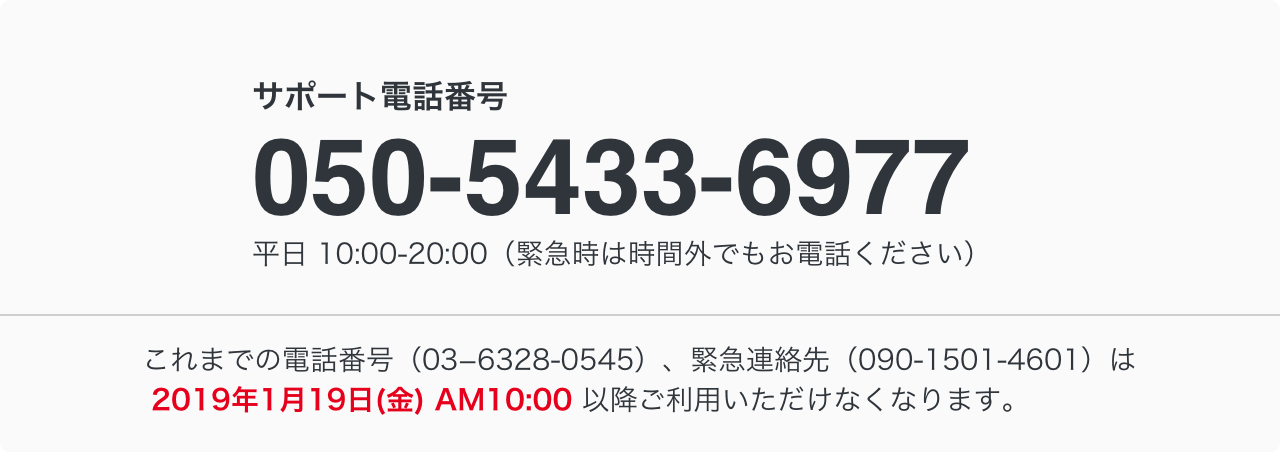 サポート電話番号
050-5433-6977
平日 10:00-20:00（緊急時は時間外でもお電話ください）
これまでの電話番号（03–6328-0545）、緊急連絡先（090-1501-4601）は
2019年1月19日(金) AM10:00 以降ご利用いただけなくなります。